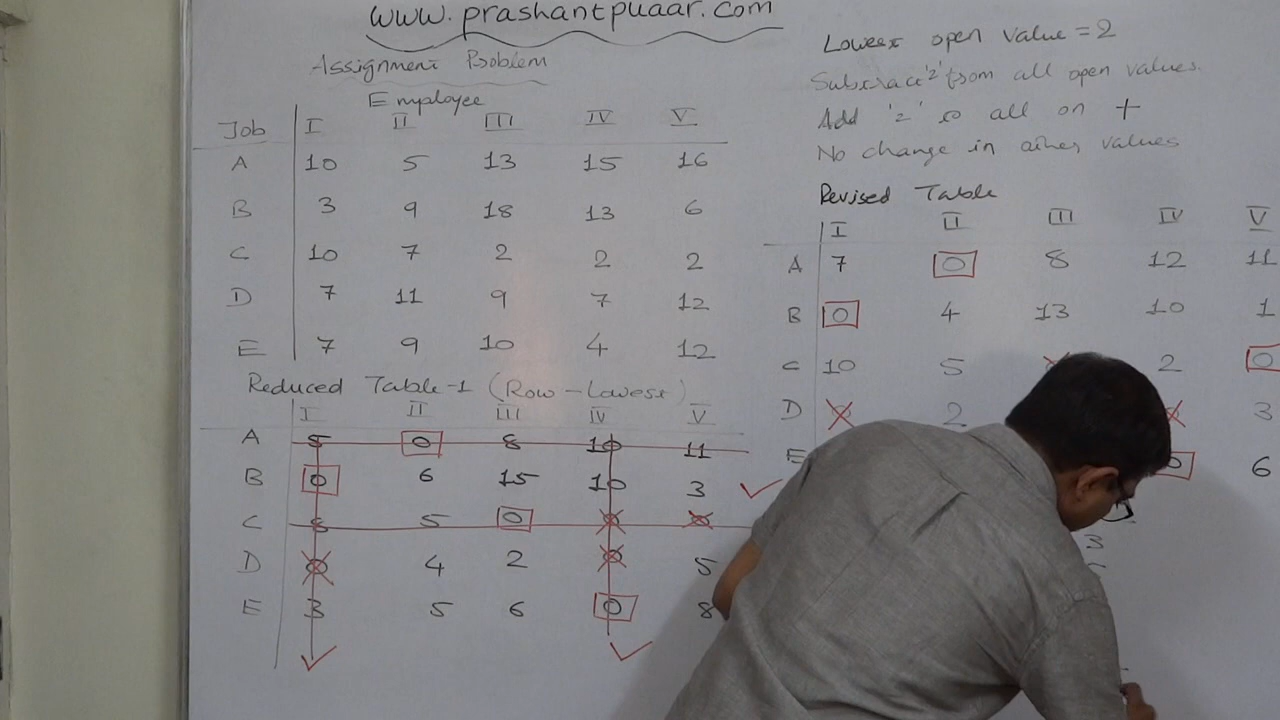 www.prashantpuaar.com
Assignment Problem
Employee
Job I II III IV V
A 10 5 13 15 16
B 3 9 18 13 6
C 10 7 2 2 2
D 7 11 9 7 12
E 7 9 10 4 12
Reduced Table-1 (Row-Lowest)
I II III IV V
A 5 0 8 10 11
B 0 6 15 10 3
C 8 5 0 0 0
D 0 4 2 0 5
E 3 5 6 0 8
Lowest open value = 2
Subtract '2' from all open values.
Add '2' to all on +
No change in other values
Revised Table
I II III IV V
A 7 0 8 12 11
B 0 4 13 10 1
C 10 5 2 0
D 0 2 0 3
E 0 6
3